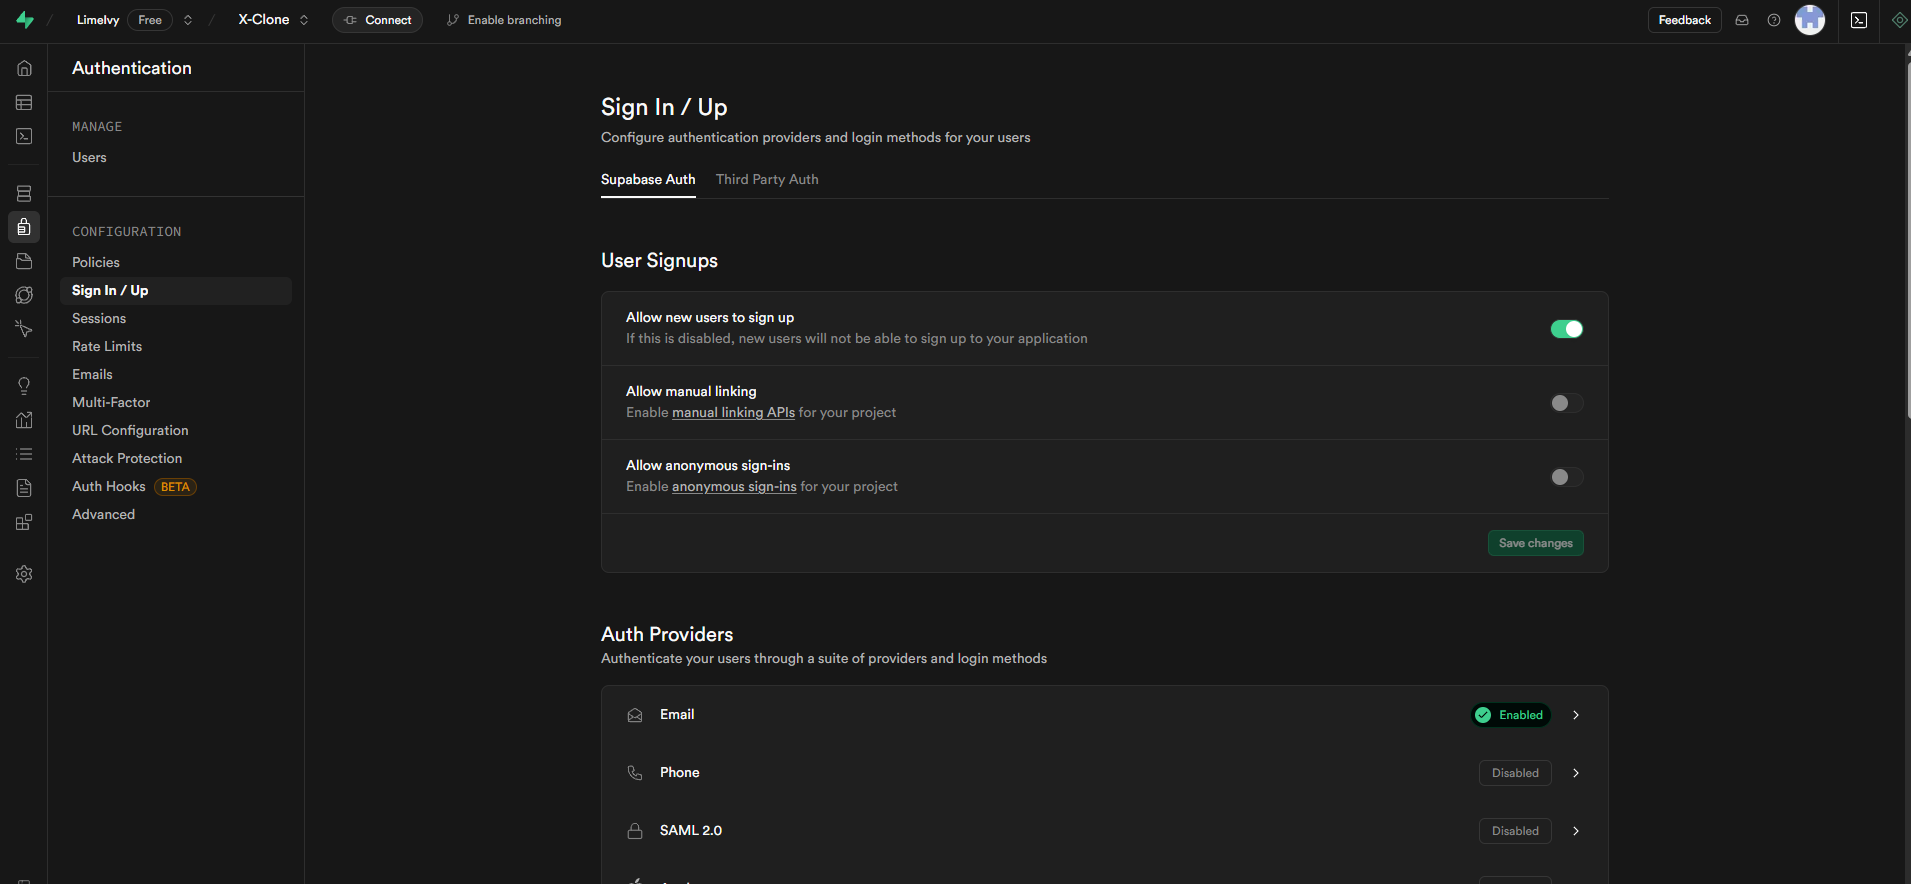 Limelvy Free X-Clone Connect Enable branching Feedback
Authentication
MANAGE
Users
CONFIGURATION
Policies
Sign In / Up
Sessions
Rate Limits
Emails
Multi-Factor
URL Configuration
Attack Protection
Auth Hooks BETA
Advanced
Sign In / Up
Configure authentication providers and login methods for your users
Supabase Auth Third Party Auth
User Signups
Allow new users to sign up
If this is disabled, new users will not be able to sign up to your application
Allow manual linking
Enable manual linking APIs for your project
Allow anonymous sign-ins
Enable anonymous sign-ins for your project
Save changes
Auth Providers
Authenticate your users through a suite of providers and login methods
Email Enabled
Phone Disabled
SAML 2.0 Disabled